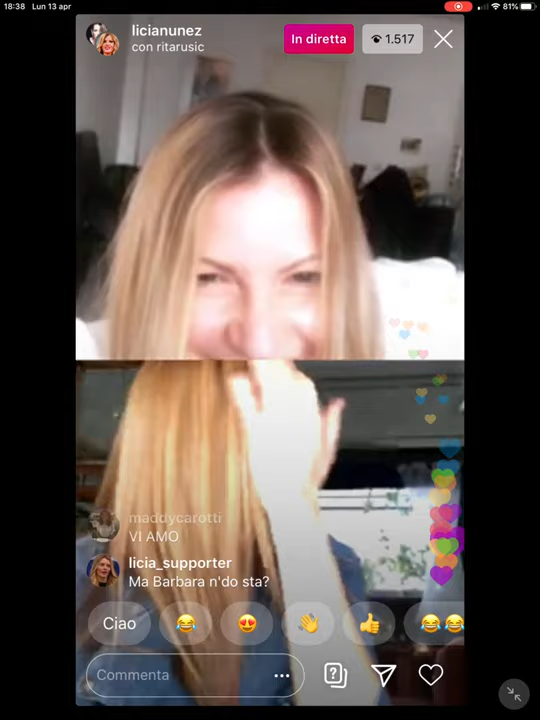 18:38 Lun 13 apr 81%
licianunez
con ritarusic
In diretta
1.517
maddycarotti
VI AMO
licia_supporter
Ma Barbara n'do sta?
Ciao
Commenta